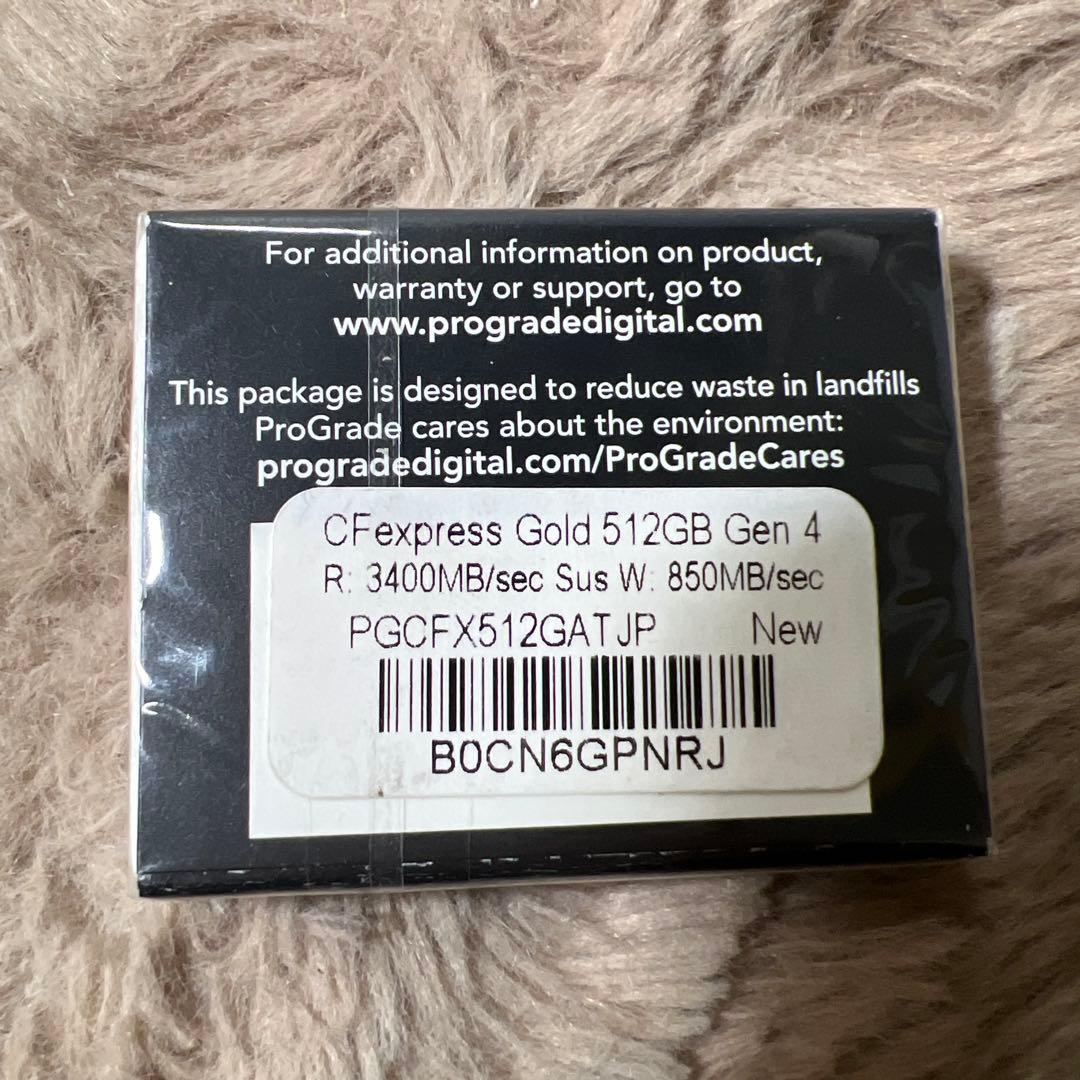 For additional information on product,
warranty or support, go to
www.progradedigital.com
This package is designed to reduce waste in landfills
ProGrade cares about the environment:
progradedigital.com/ProGradeCares
CFexpress Gold 512GB Gen 4
R: 3400MB/sec Sus W: 850MB/sec
PGCFX512GATJP New
B0CN6GPNRJ